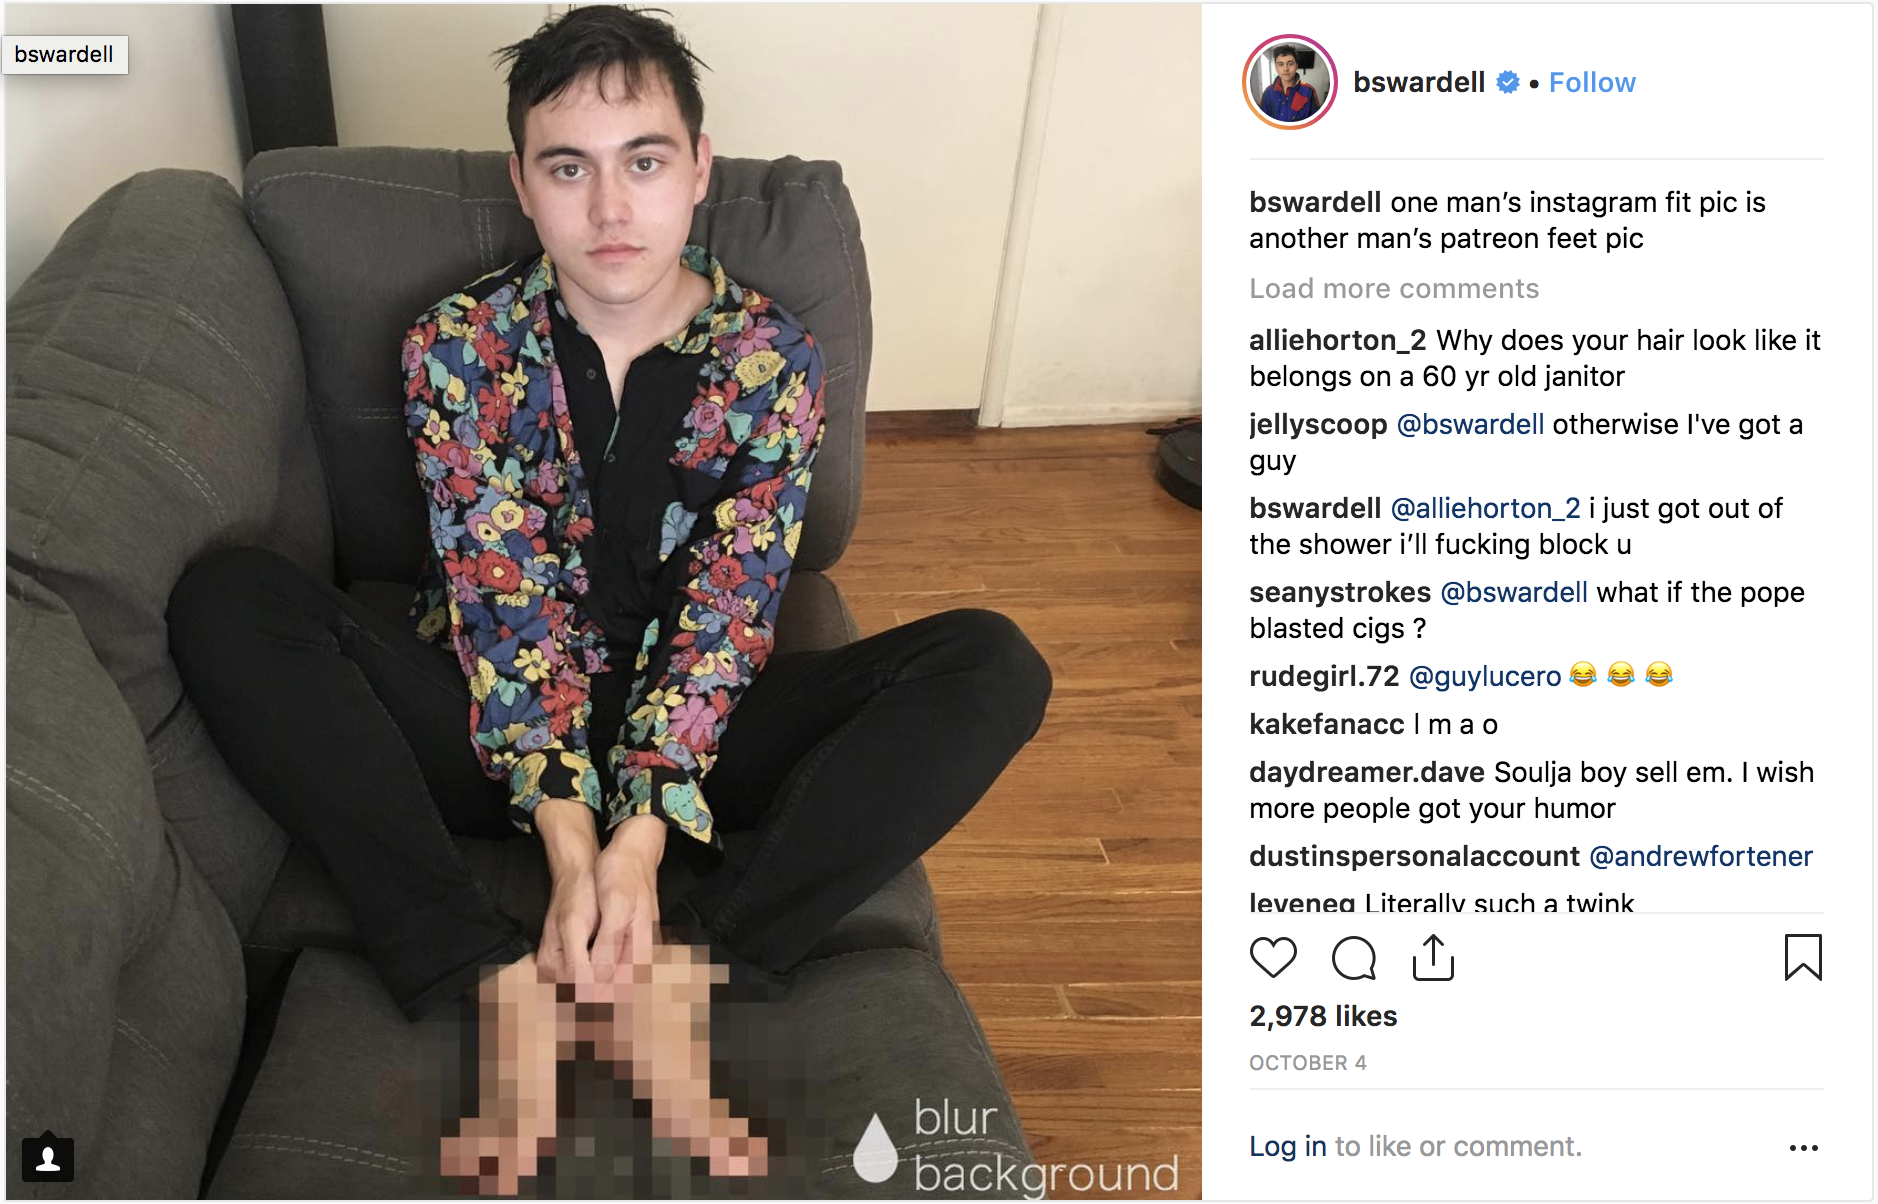 bswardell
bswardell • Follow
bswardell one man’s instagram fit pic is
another man’s patreon feet pic
Load more comments
alliehorton_2 Why does your hair look like it
belongs on a 60 yr old janitor
jellyscoop @bswardell otherwise I've got a
guy
bswardell @alliehorton_2 i just got out of
the shower i’ll fucking block u
seanystrokes @bswardell what if the pope
blasted cigs ?
rudegirl.72 @guylucero 😂 😂 😂
kakefanacc l m a o
daydreamer.dave Soulja boy sell em. I wish
more people got your humor
dustinspersonalaccount @andrewfortener
leveneg Literally such a twink
2,978 likes
OCTOBER 4
Log in to like or comment.
blur
background